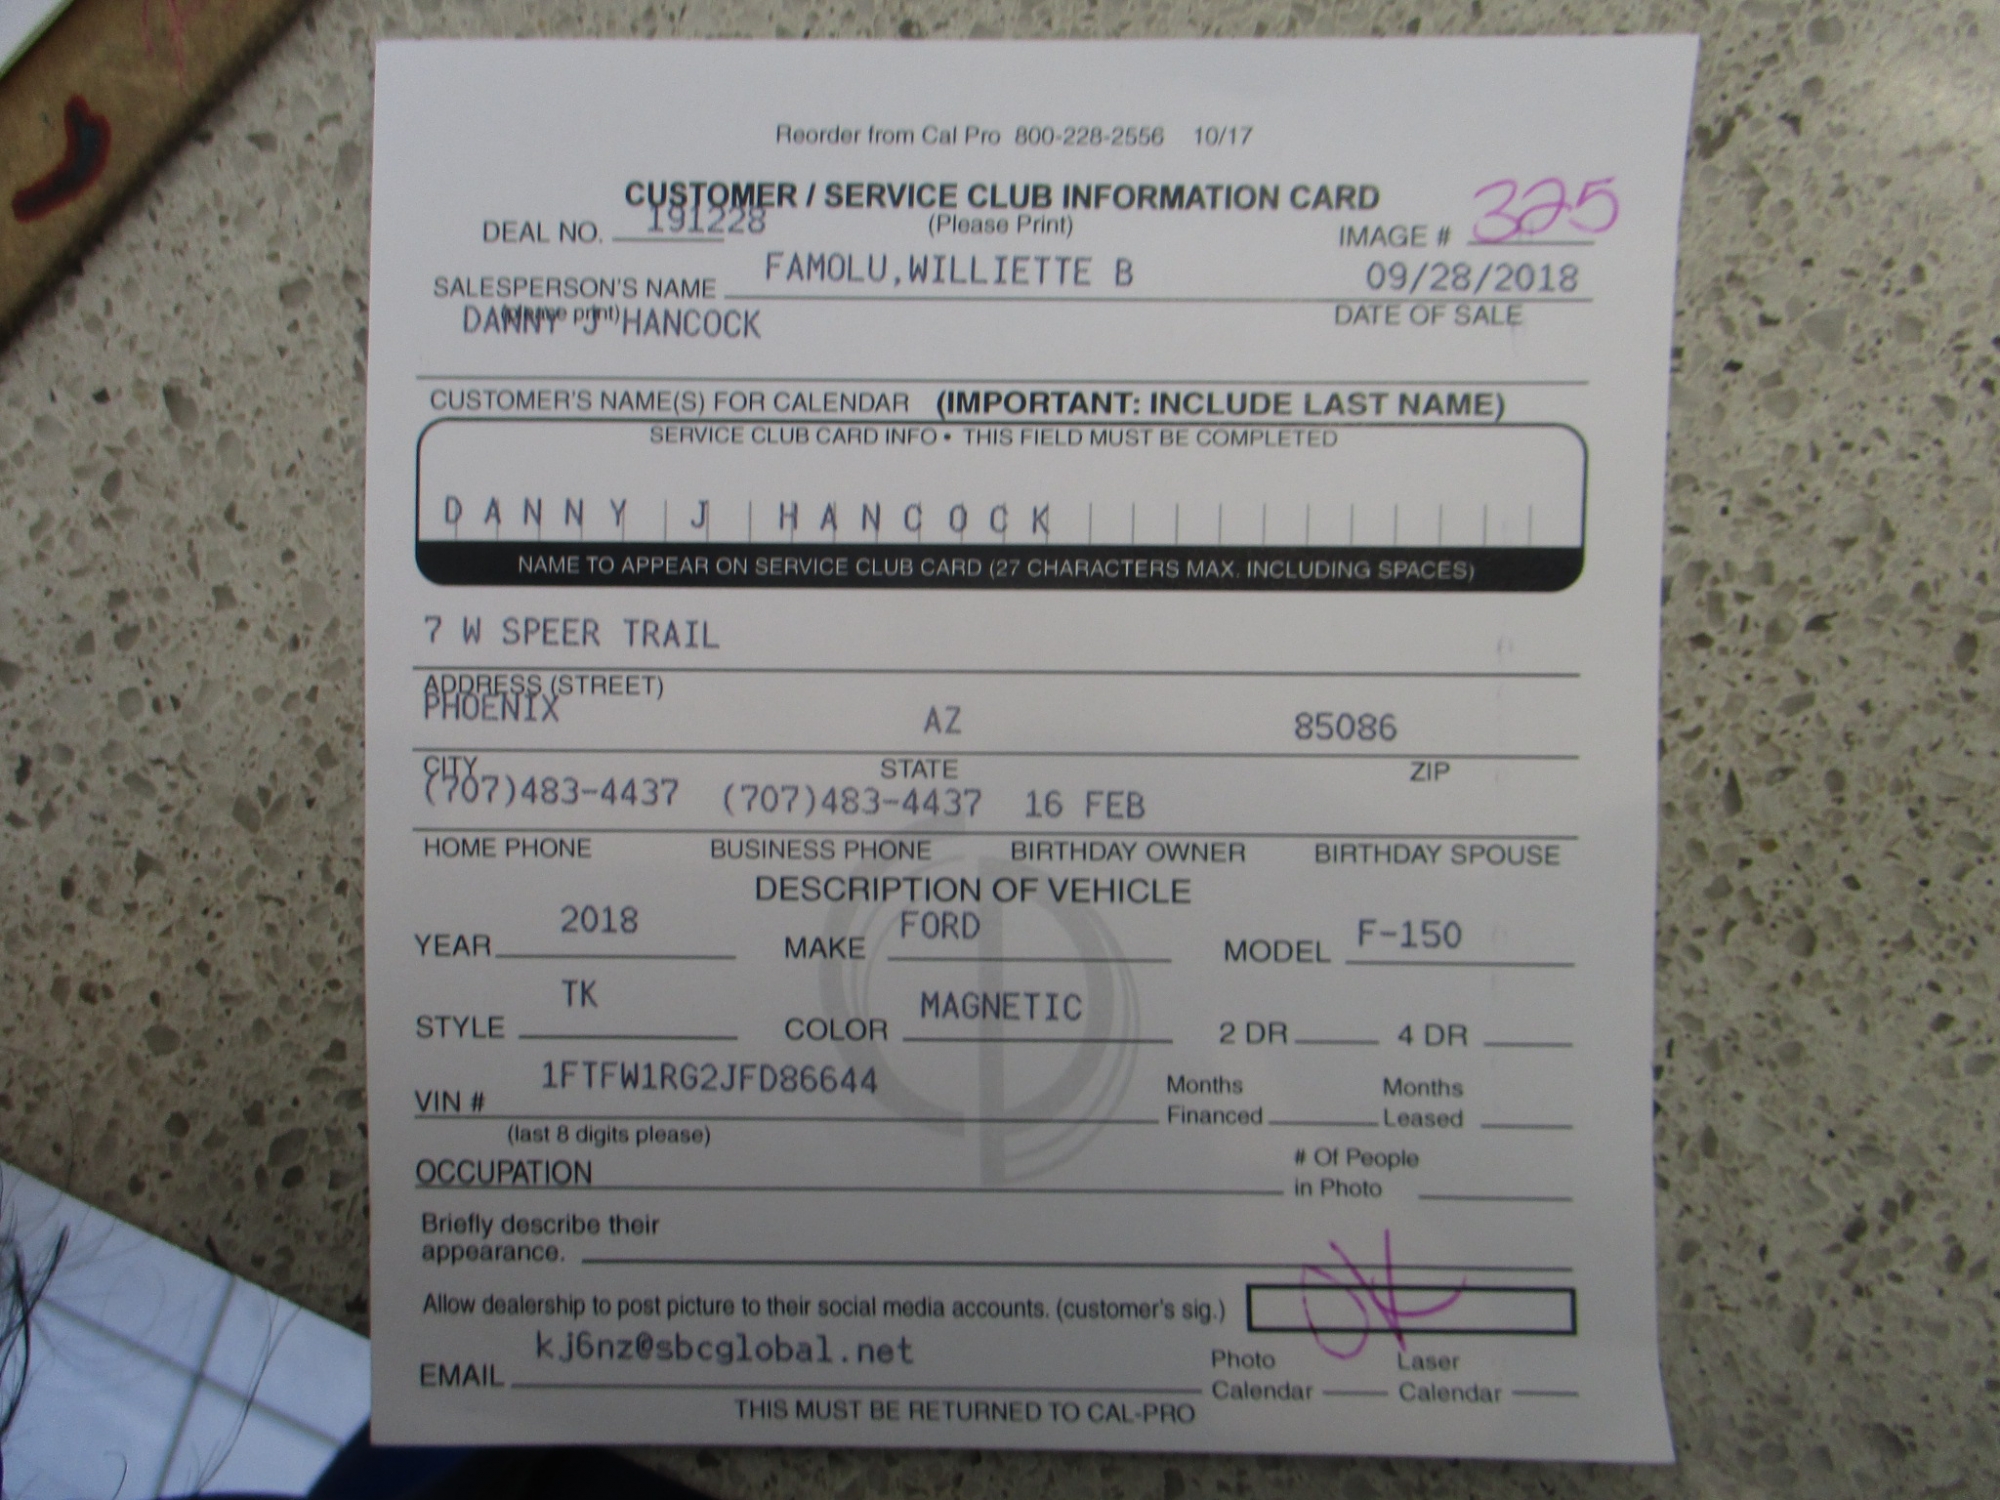 Reorder from Cal Pro 800-228-2556 10/17
CUSTOMER / SERVICE CLUB INFORMATION CARD
DEAL NO. 191228 (Please Print) IMAGE # 325
SALESPERSON'S NAME FAMOLU,WILLIETTE B 09/28/2018
(please print) DATE OF SALE
DANNY J HANCOCK
CUSTOMER'S NAME(S) FOR CALENDAR (IMPORTANT: INCLUDE LAST NAME)
SERVICE CLUB CARD INFO • THIS FIELD MUST BE COMPLETED
DANNY J HANCOCK
NAME TO APPEAR ON SERVICE CLUB CARD (27 CHARACTERS MAX. INCLUDING SPACES)
7 W SPEER TRAIL
ADDRESS (STREET)
PHOENIX AZ 85086
CITY STATE ZIP
(707)483-4437 (707)483-4437 16 FEB
HOME PHONE BUSINESS PHONE BIRTHDAY OWNER BIRTHDAY SPOUSE
DESCRIPTION OF VEHICLE
YEAR 2018 MAKE FORD MODEL F-150
STYLE TK COLOR MAGNETIC 2 DR 4 DR
VIN # 1FTFW1RG2JFD86644 Months Financed Months Leased
(last 8 digits please)
OCCUPATION # Of People in Photo
Briefly describe their
appearance.
Allow dealership to post picture to their social media accounts. (customer's sig.) OK
EMAIL kj6nz@sbcglobal.net Photo Calendar Laser Calendar
THIS MUST BE RETURNED TO CAL-PRO